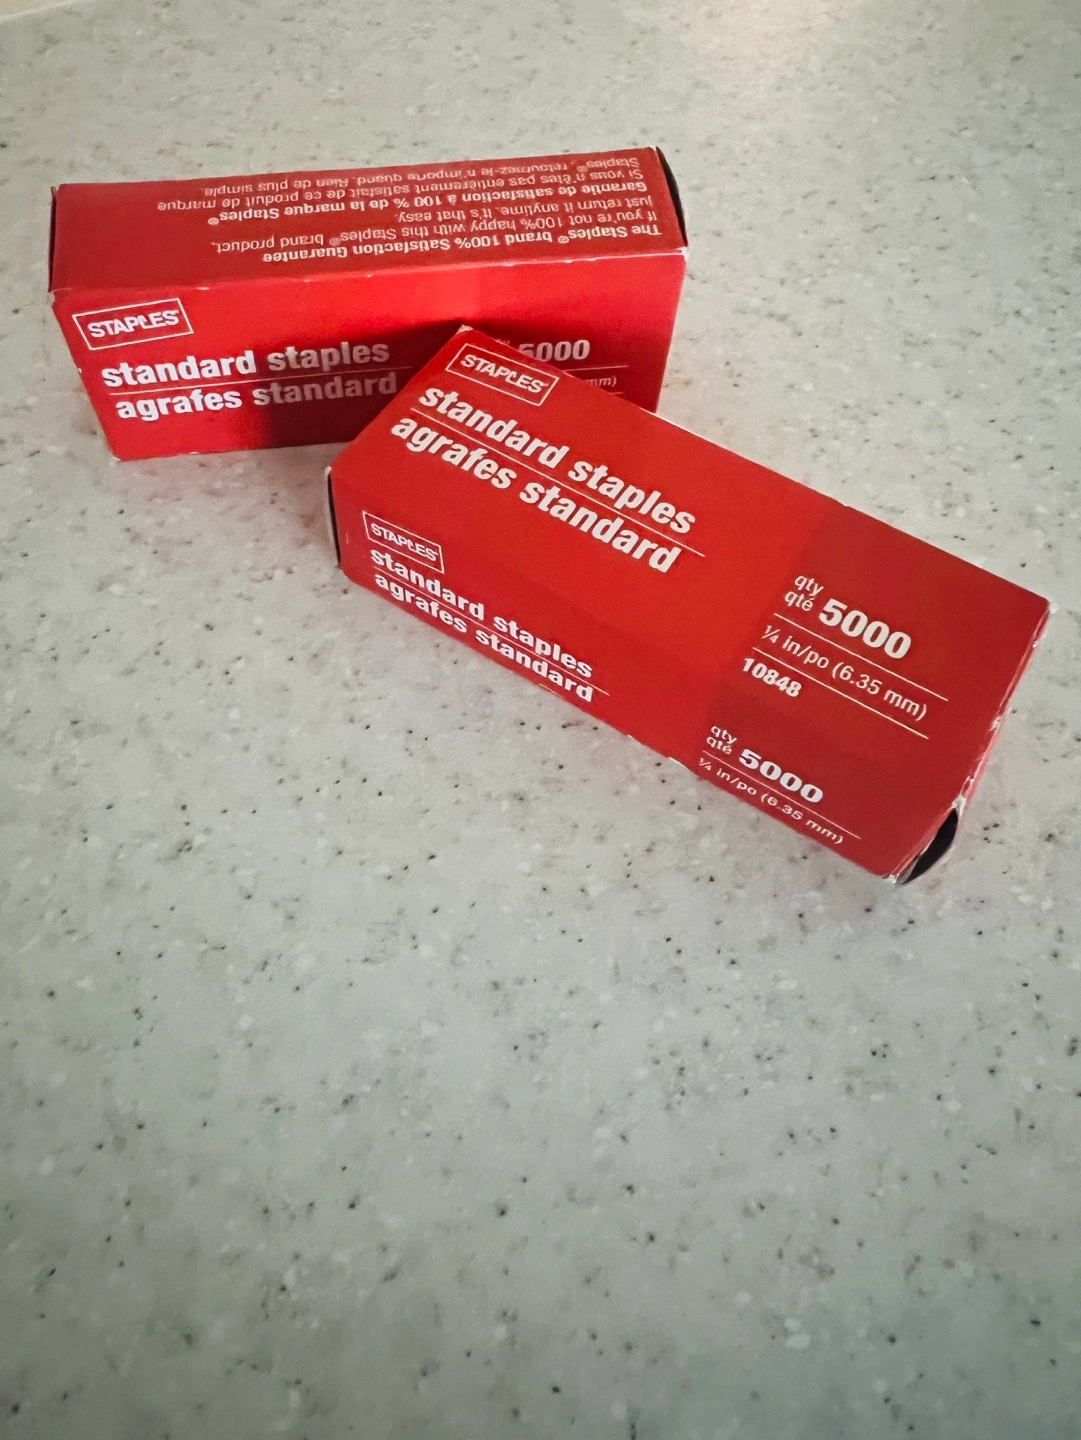 The Staples® brand 100% Satisfaction Guarantee
If you're not 100% happy with this Staples® brand product,
just return it anytime. It's that easy.
Garantie de satisfaction à 100 % de la marque Staples®
Si vous n'êtes pas entièrement satisfait de ce produit de marque
Staples®, retournez-le n'importe quand. Rien de plus simple.
STAPLES
standard staples
agrafes standard
5000
mm)
STAPLES
standard staples
agrafes standard
qty
qté 5000
¼ in/po (6.35 mm)
10848
STAPLES
standard staples
agrafes standard
qty
qté 5000
¼ in/po (6.35 mm)